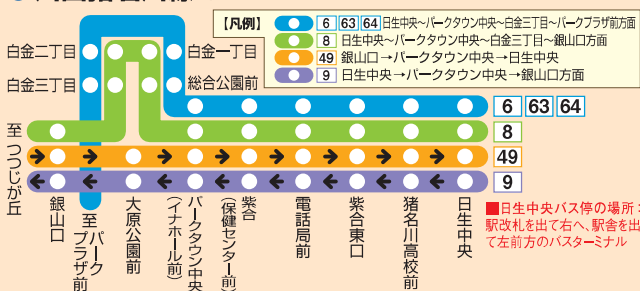 【凡例】
6 63 64 日生中央～パークタウン中央～白金三丁目～パークプラザ前方面
8 日生中央～パークタウン中央～白金三丁目～銀山口方面
49 銀山口→パークタウン中央→日生中央
9 日生中央→パークタウン中央→銀山口方面
白金二丁目
白金一丁目
白金三丁目
総合公園前
6 63 64
8
49
9
至つつじが丘
銀山口
至パークプラザ前
大原公園前
パークタウン中央
(イナホール前)
紫合
(保健センター前)
電話局前
紫合東口
猪名川高校前
日生中央
■日生中央バス停の場所：
駅改札を出て右へ、駅舎を出
て左前方のバスターミナル